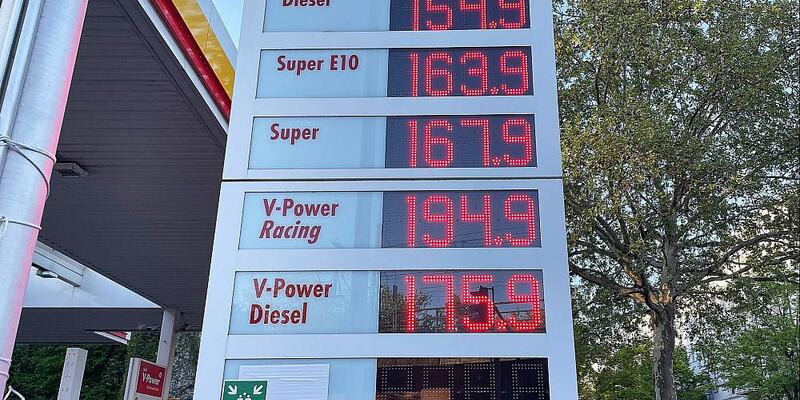 Diesel 154.9
Super E10 163.9
Super 167.9
V-Power
Racing 194.9
V-Power
Diesel 175.9
V-Power